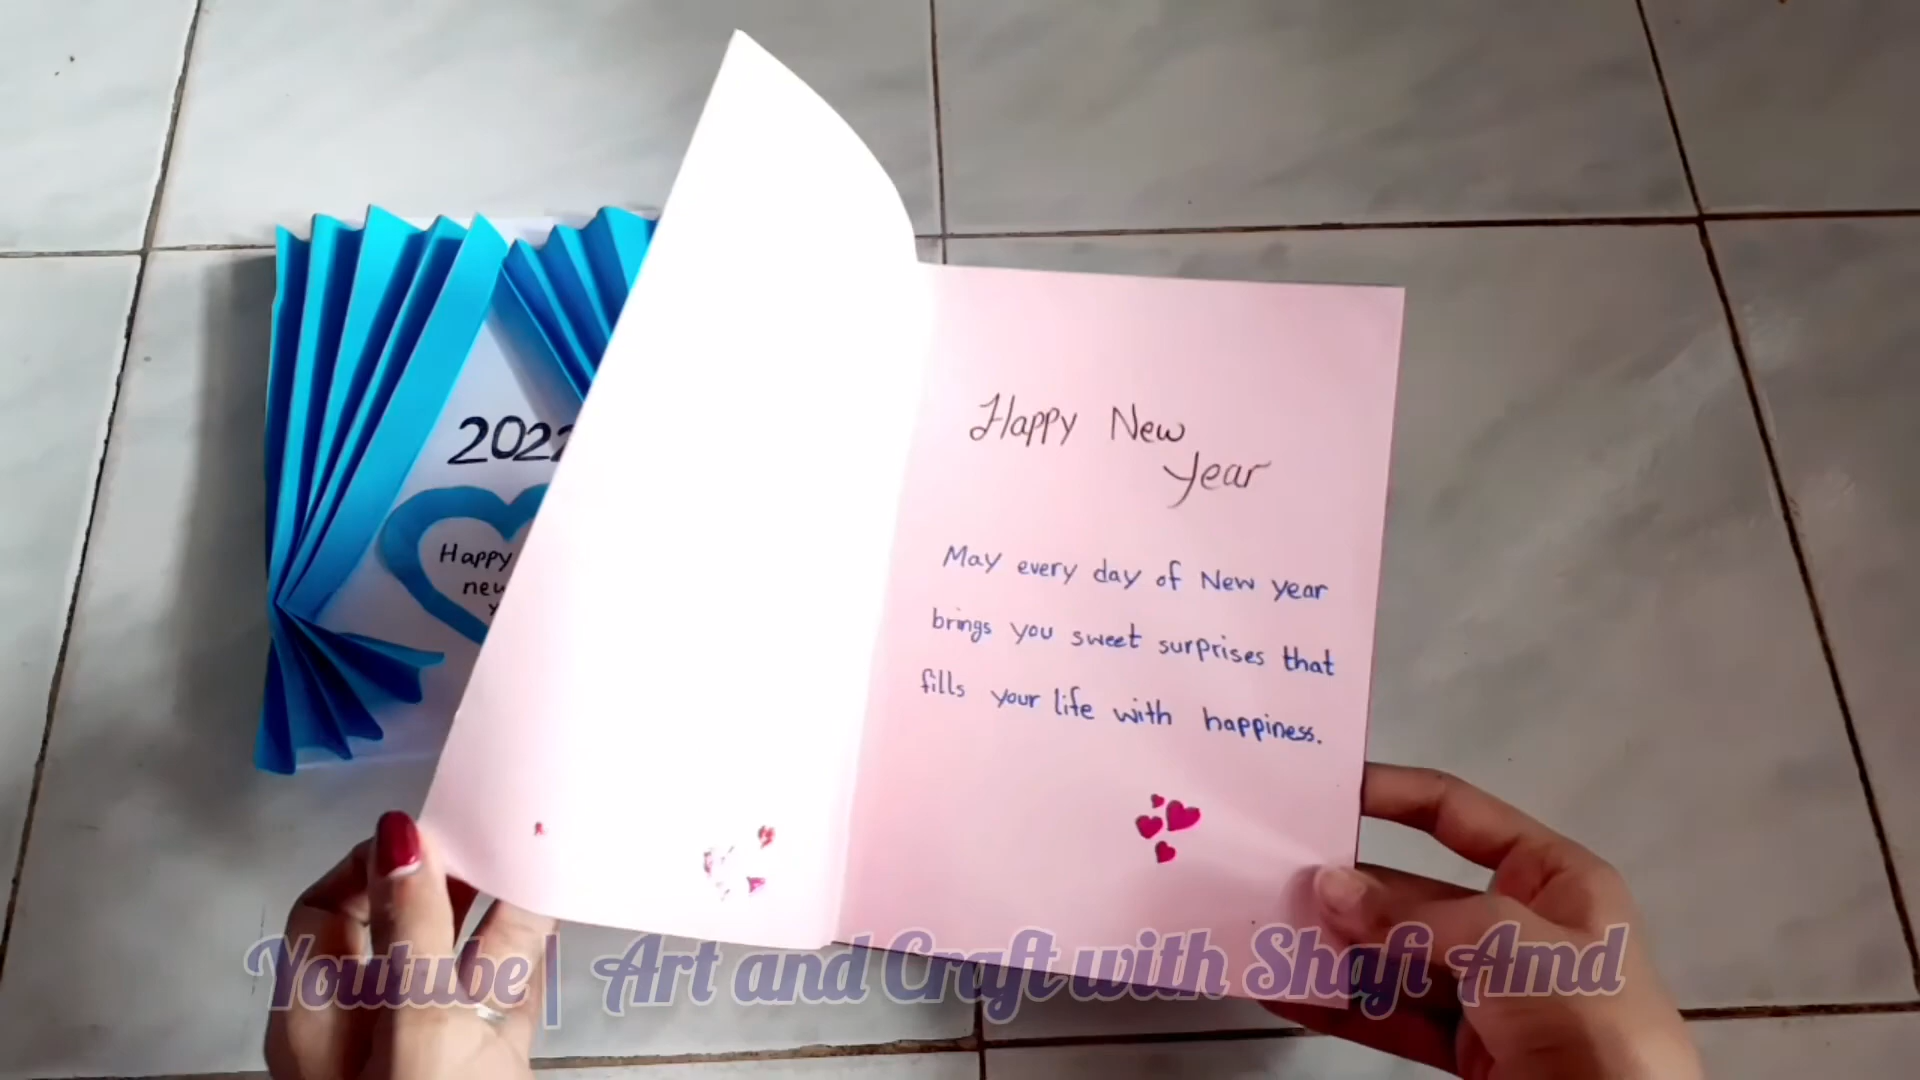 2022
Happy
new
Happy New
Year
May every day of New year
brings you sweet surprises that
fills your life with happiness.
Youtube| Art and Craft with Shafi Amd